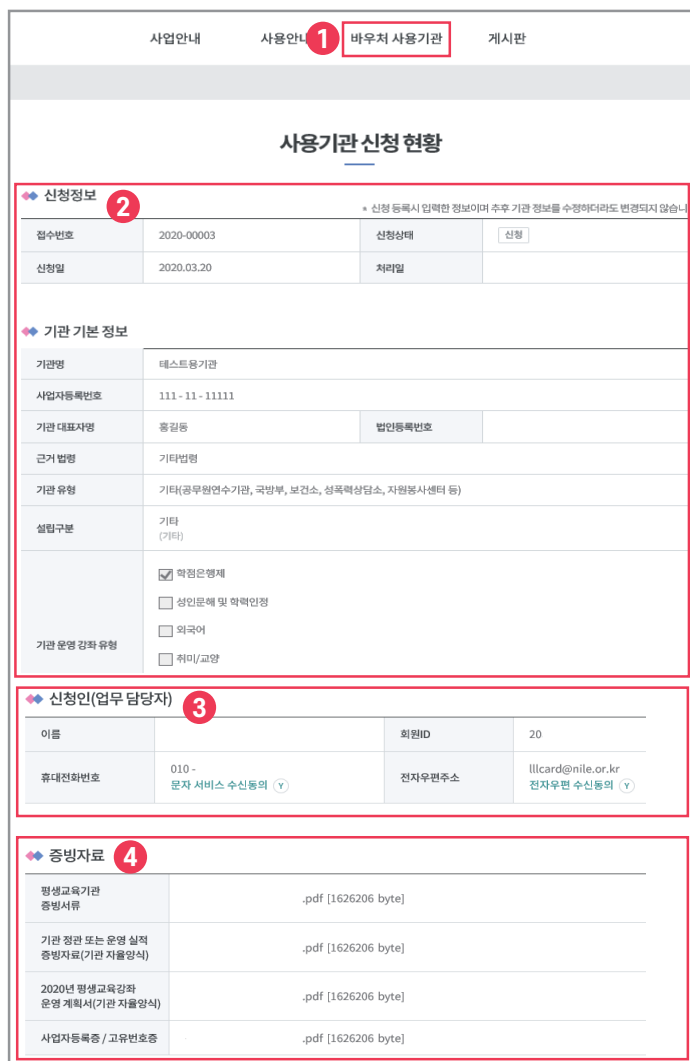 사업안내 사용안내 1 바우처 사용기관 게시판
사용기관 신청 현황
신청정보 2
* 신청 등록시 입력한 정보이며 추후 기관 정보를 수정하더라도 변경되지 않습니
접수번호 2020-00003 신청상태 신청
신청일 2020.03.20 처리일
기관 기본 정보
기관명 테스트용기관
사업자등록번호 111 - 11 - 11111
기관 대표자명 홍길동 법인등록번호
근거 법령 기타법령
기관 유형 기타(공무원연수기관, 국방부, 보건소, 성폭력상담소, 자원봉사센터 등)
설립구분 기타
(기타)
학점은행제
성인문해 및 학력인정
외국어
기관 운영 강좌 유형
취미/교양
신청인(업무 담당자) 3
이름 회원ID 20
휴대전화번호 010 -
문자 서비스 수신동의 Y
전자우편주소 lllcard@nile.or.kr
전자우편 수신동의 Y
증빙자료 4
평생교육기관
증빙서류 .pdf [1626206 byte]
기관 정관 또는 운영 실적
증빙자료(기관 자율양식) .pdf [1626206 byte]
2020년 평생교육강좌
운영 계획서(기관 자율양식) .pdf [1626206 byte]
사업자등록증 / 고유번호증 .pdf [1626206 byte]